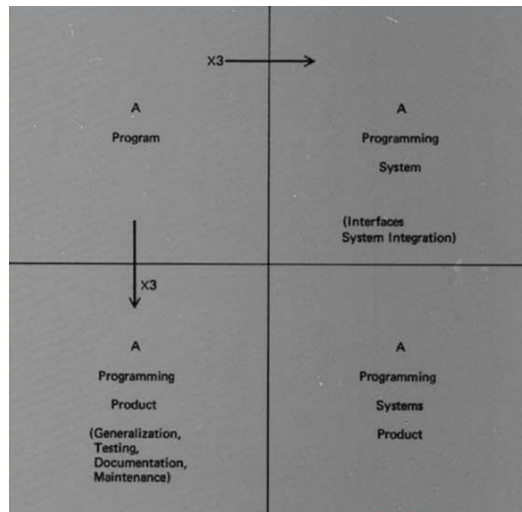 X3
A
Program
A
Programming
System
(Interfaces
System Integration)
X3
A
Programming
Product
(Generalization,
Testing,
Documentation,
Maintenance)
A
Programming
Systems
Product